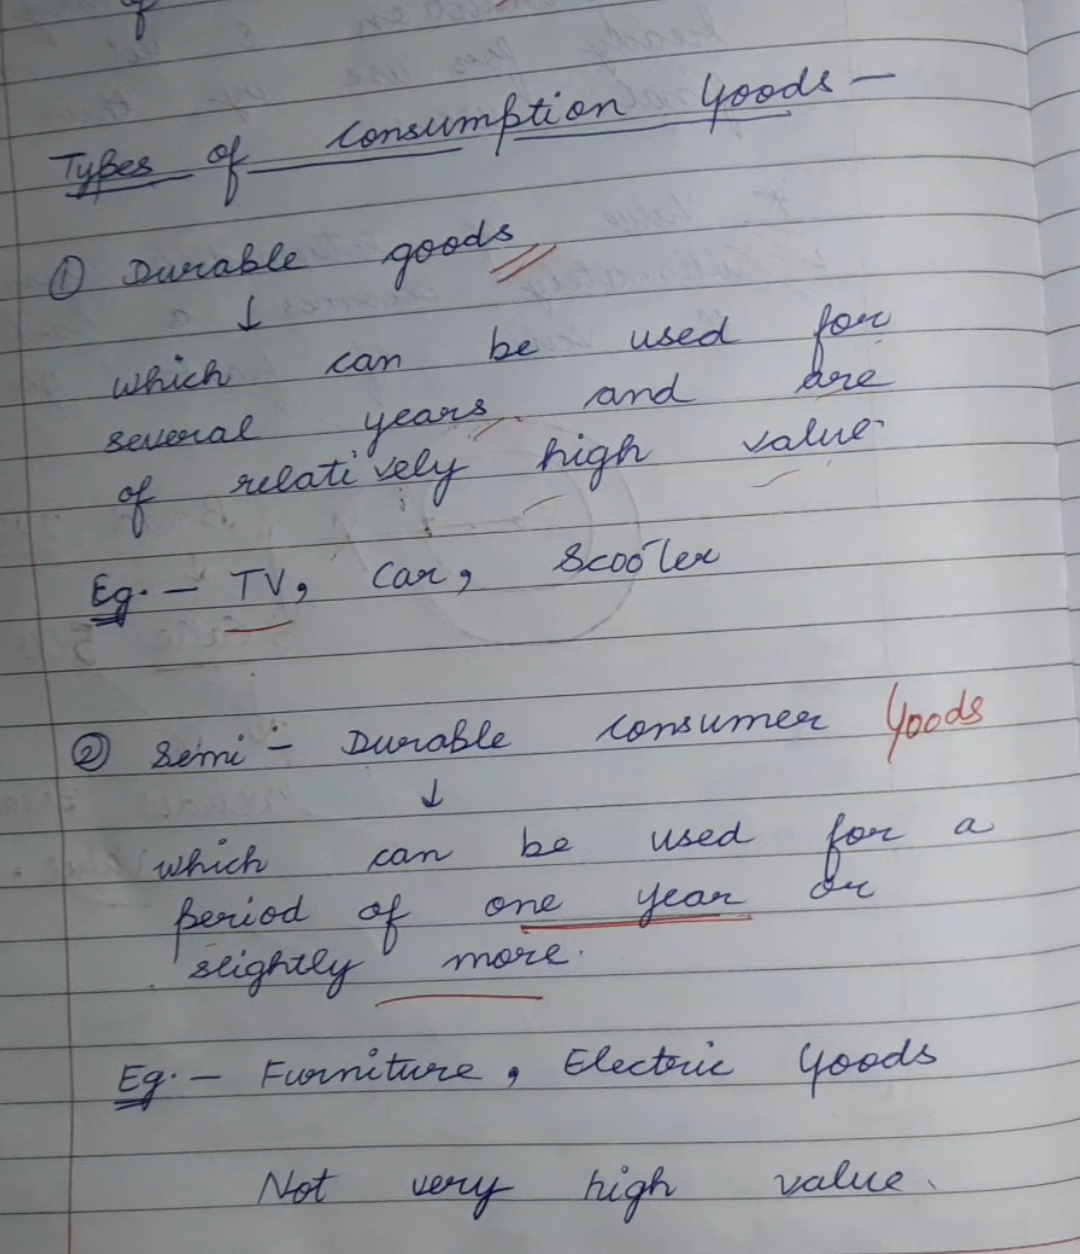 Types of consumption Goods -
① Durable goods
↓
which can be used for
several years and are
of relatively high value
Eg. - TV, Car, Scooter
② Semi - Durable consumer Goods
↓
which can be used for a
period of one year or
slightly more.
Eg. - Furniture, Electric Goods
Not very high value.